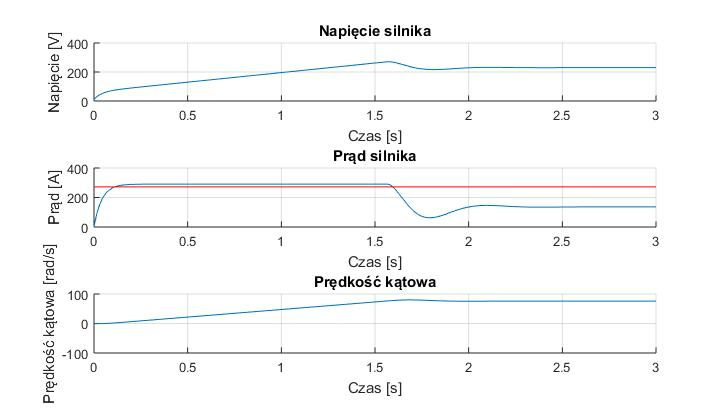 Napięcie silnika
Napięcie [V]
400
200
0
0 0.5 1 1.5 2 2.5 3
Czas [s]
Prąd silnika
Prąd [A]
400
200
0
0 0.5 1 1.5 2 2.5 3
Czas [s]
Prędkość kątowa
Prędkość kątowa [rad/s]
100
0
-100
0 0.5 1 1.5 2 2.5 3
Czas [s]